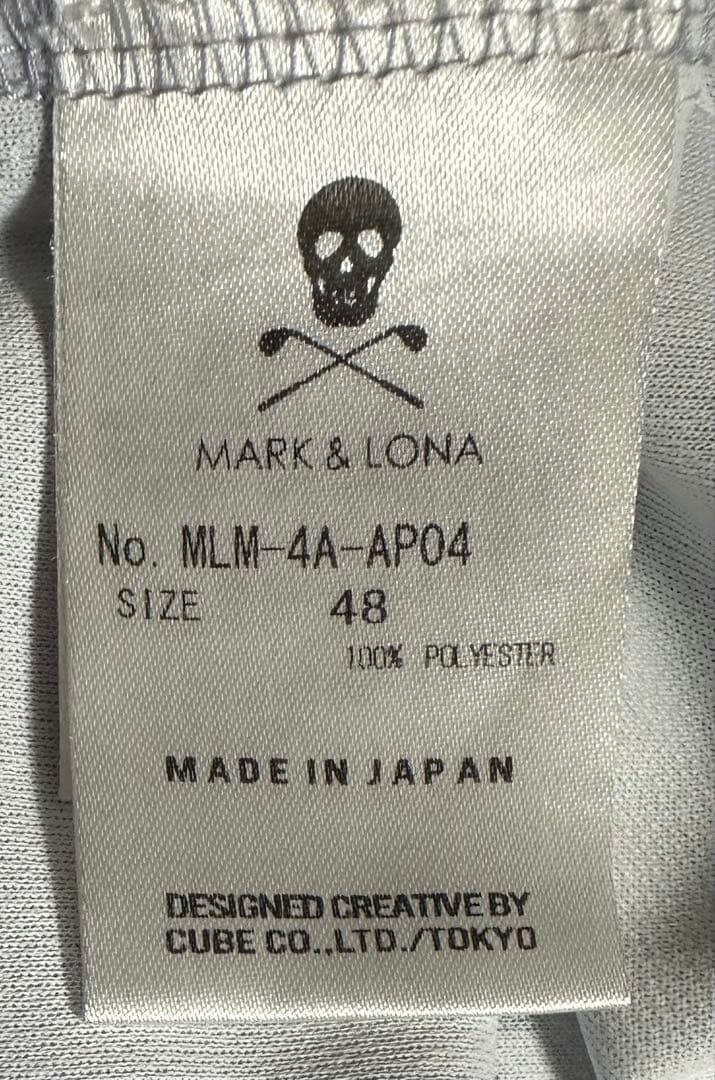 MARK & LONA
No. MLM-4A-AP04
SIZE 48
100% POLYESTER
MADE IN JAPAN
DESIGNED CREATIVE BY
CUBE CO.,LTD./TOKYO